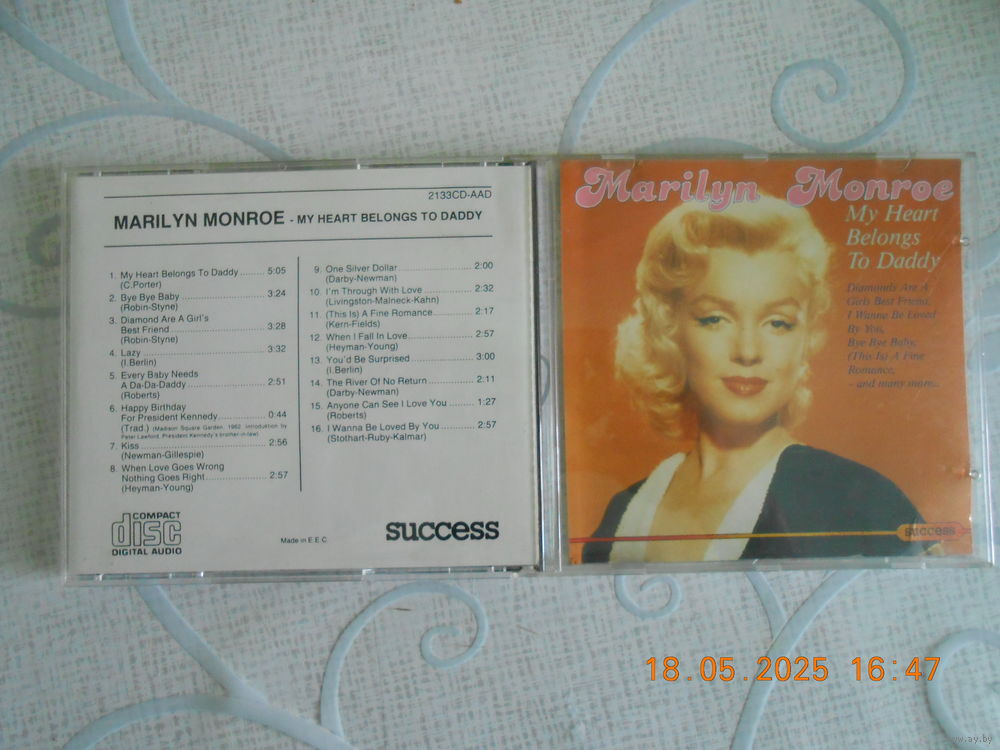 2133CD-AAD
MARILYN MONROE - MY HEART BELONGS TO DADDY
1. My Heart Belongs To Daddy ........ 5:05
(C.Porter)
2. Bye Bye Baby ........ 3.24
(Robin-Styne)
3. Diamond Are A Girl's
Best Friend ........ 3:28
(Robin-Styne)
4. Lazy ........ 3:32
(I.Berlin)
5. Every Baby Needs
A Da-Da-Daddy ........ 2:51
(Roberts)
6. Happy Birthday
For President Kennedy ........ 0:44
(Trad.) (Madison Square Garden, 1962. Introduktion by
Peter Lawford, President Kennedy's brother-in-law)
7. Kiss ........ 2:56
(Newman-Gillespie)
8. When Love Goes Wrong
Nothing Goes Right ........ 2:57
(Heyman-Young)
9. One Silver Dollar ........ 2:00
(Darby-Newman)
10. I'm Through With Love ........ 2:32
(Livingston-Malneck-Kahn)
11. (This Is) A Fine Romance ........ 2:17
(Kern-Fields)
12. When I Fall In Love ........ 2:57
(Heyman-Young)
13. You'd Be Surprised ........ 3:00
(I.Berlin)
14. The River Of No Return ........ 2:11
(Darby-Newman)
15. Anyone Can See I Love You ........ 1:27
(Roberts)
16. I Wanna Be Loved By You ........ 2:57
(Stothart-Ruby-Kalmar)
COMPACT
disc
DIGITAL AUDIO
Made in E.E.C.
success
Marilyn Monroe
My Heart
Belongs
To Daddy
Diamonds Are A
Girls Best Friend,
I Wanna Be Loved
By You,
Bye Bye Baby,
(This Is) A Fine
Romance,
- and many more...
success
18.05.2025 16:47
www.ay.by